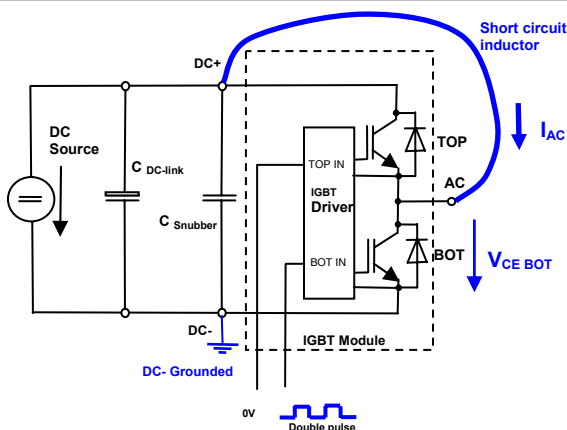 Short circuit
inductor
DC+
DC
Source
I AC
TOP
C DC-link
TOP IN
AC
IGBT
Driver
C Snubber
BOT IN
BOT
V CE BOT
DC-
IGBT Module
DC- Grounded
0V
Double pulse